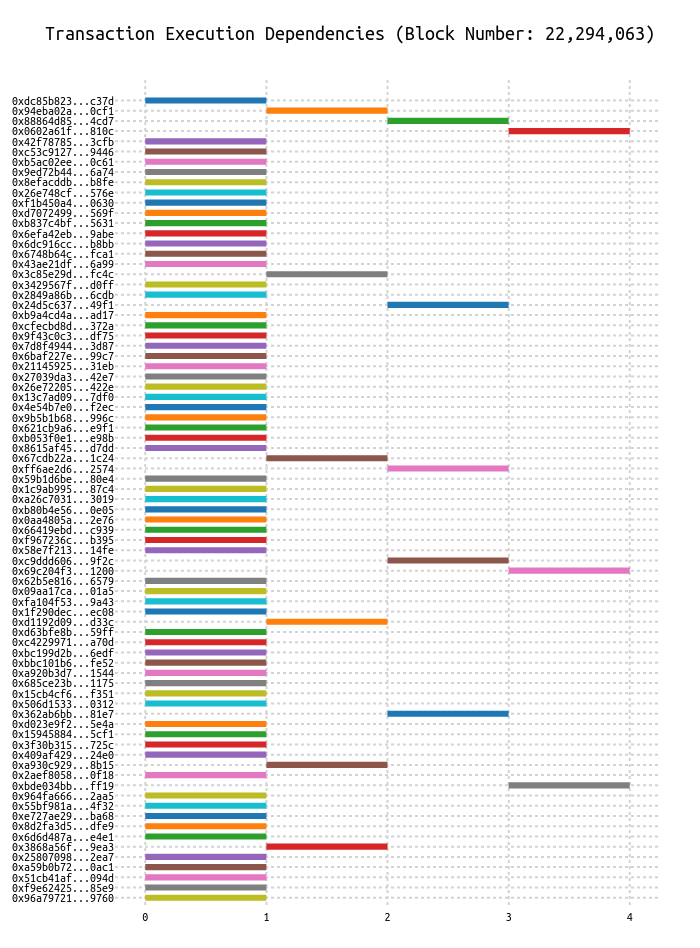 Transaction Execution Dependencies (Block Number: 22,294,063)
0xdc85b823...c37d
0x94eba02a...0cf1
0x88864d85...4cd7
0x0602a61f...810c
0x42f78785...3cfb
0xc53c9127...9446
0xb5ac02ee...0c61
0x9ed72b44...6a74
0x8efacddb...b8fe
0x26e748cf...576e
0xf1b450a4...0630
0xd7072499...569f
0xb837c4bf...5631
0x6efa42eb...9abe
0x6dc916cc...b8bb
0x6748b64c...fca1
0x43ae21df...6a99
0x3c85e29d...fc4c
0x3429567f...d0ff
0x2849a86b...6cdb
0x24d5c637...49f1
0xb9a4cd4a...ad17
0xcfecbd8d...372a
0x9f43c0c3...df75
0x7d8f4944...3d87
0x6baf227e...99c7
0x21145925...31eb
0x27039da3...42e7
0x26e72205...422e
0x13c7ad09...7df0
0x4e54b7e0...f2ec
0x9b5b1b68...996c
0x621cb9a6...e9f1
0xb053f0e1...e98b
0x8615af45...d7dd
0x67cdb22a...1c24
0xff6ae2d6...2574
0x59b1d6be...80e4
0x1c9ab995...87c4
0xa26c7031...3019
0xb80b4e56...0e05
0x0aa4805a...2e76
0x66419ebd...c939
0xf967236c...b395
0x58e7f213...14fe
0xc9ddd606...9f2c
0x69c204f3...1200
0x62b5e816...6579
0x09aa17ca...01a5
0xfa104f53...9a43
0x1f290dec...ec08
0xd1192d09...d33c
0xd63bfe8b...59ff
0xc4229971...a70d
0xbc199d2b...6edf
0xbbc101b6...fe52
0xa920b3d7...1544
0x685ce23b...1175
0x15cb4cf6...f351
0x506d1533...0312
0x362ab6bb...81e7
0xd023e9f2...5e4a
0x15945884...5cf1
0x3f30b315...725c
0x409af429...24e0
0xa930c929...8b15
0x2aef8058...0f18
0xbde034bb...ff19
0x964fa666...2aa5
0x55bf981a...4f32
0xe727ae29...ba68
0x8d2fa3d5...dfe9
0x6d6d487a...e4e1
0x3868a56f...9ea3
0x25807098...2ea7
0xa59b0b72...0ac1
0x51cb41af...094d
0xf9e62425...85e9
0x96a79721...9760
0 1 2 3 4